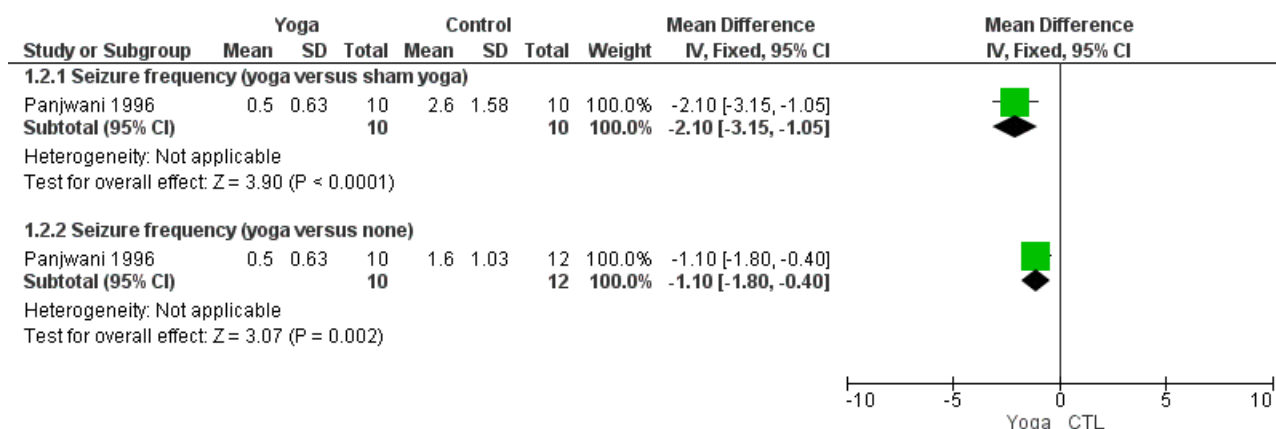 Yoga Control Mean Difference Mean Difference
Study or Subgroup Mean SD Total Mean SD Total Weight IV, Fixed, 95% CI IV, Fixed, 95% CI
1.2.1 Seizure frequency (yoga versus sham yoga)
Panjwani 1996 0.5 0.63 10 2.6 1.58 10 100.0% -2.10 [-3.15, -1.05]
Subtotal (95% CI) 10 10 100.0% -2.10 [-3.15, -1.05]
Heterogeneity: Not applicable
Test for overall effect: Z = 3.90 (P < 0.0001)
1.2.2 Seizure frequency (yoga versus none)
Panjwani 1996 0.5 0.63 10 1.6 1.03 12 100.0% -1.10 [-1.80, -0.40]
Subtotal (95% CI) 10 12 100.0% -1.10 [-1.80, -0.40]
Heterogeneity: Not applicable
Test for overall effect: Z = 3.07 (P = 0.002)
-10 -5 0 5 10
Yoga CTL